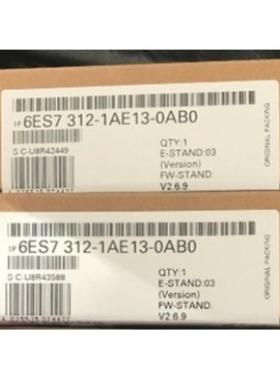 1P 6ES7 312-1AE13-0AB0
S C-U8R42449
QTY:1
E-STAND:03
(Version)
FW-STAND:
V2.6.9
ORIGINAL PACKING
1P 6ES7 312-1AE13-0AB0
S C-U8R43588
QTY:1
E-STAND:03
(Version)
FW-STAND:
V2.6.9
ORIGINAL PACKING